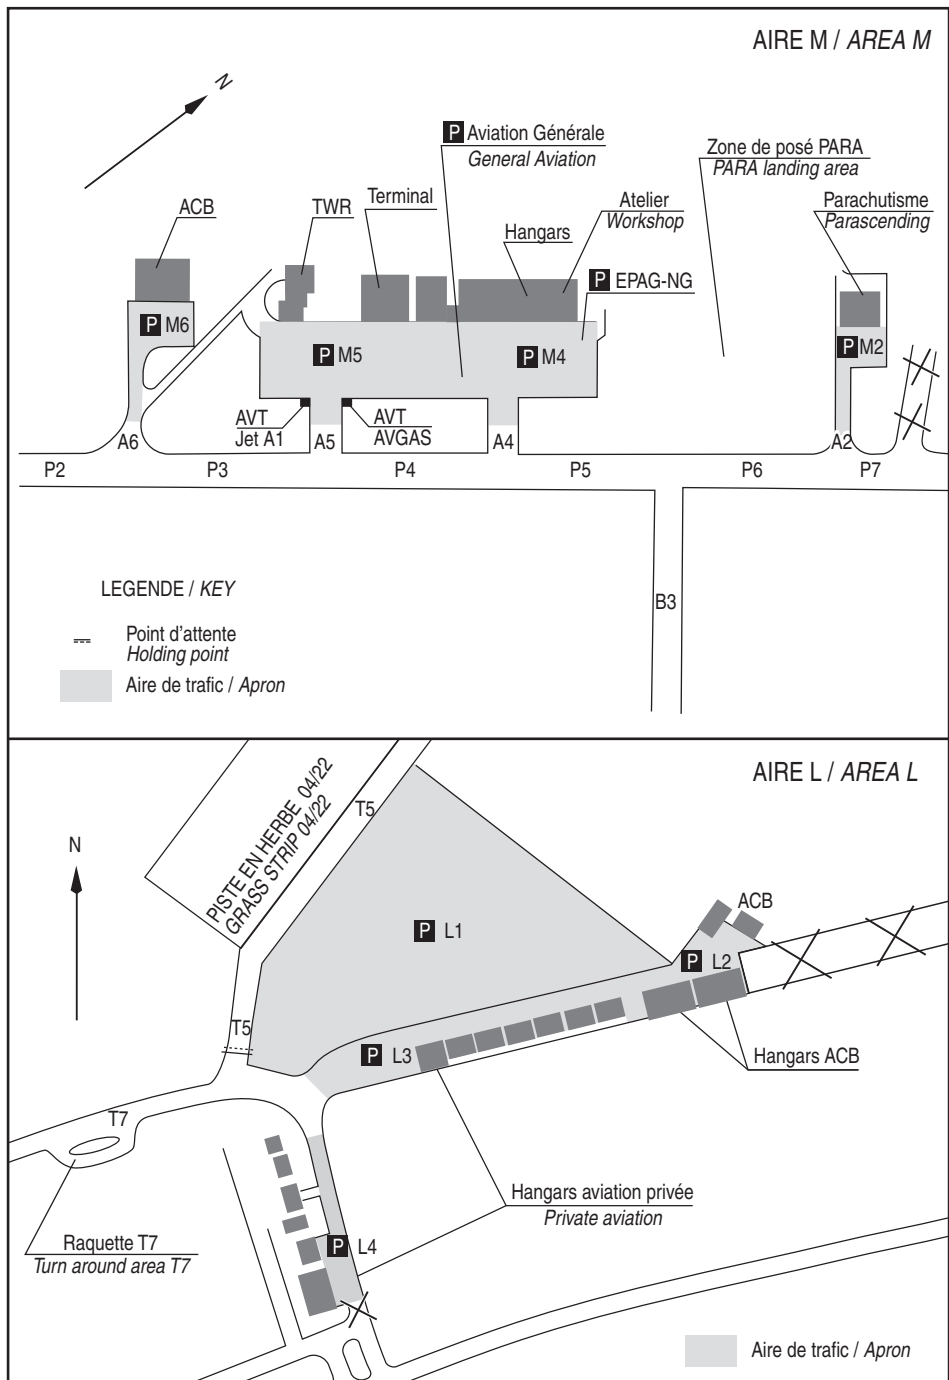 AIRE M / AREA M
N
P Aviation Générale
General Aviation
Zone de posé PARA
PARA landing area
ACB
TWR
Terminal
Hangars
Atelier
Workshop
Parachutisme
Parascending
P EPAG-NG
P M6
P M5
P M4
P M2
AVT
Jet A1
AVT
AVGAS
A6
A5
A4
A2
P2
P3
P4
P5
P6
P7
B3
LEGENDE / KEY
Point d'attente
Holding point
Aire de trafic / Apron
AIRE L / AREA L
N
PISTE EN HERBE 04/22
GRASS STRIP 04/22
T5
P L1
ACB
P L2
T5
P L3
Hangars ACB
T7
Hangars aviation privée
Private aviation
Raquette T7
Turn around area T7
P L4
Aire de trafic / Apron